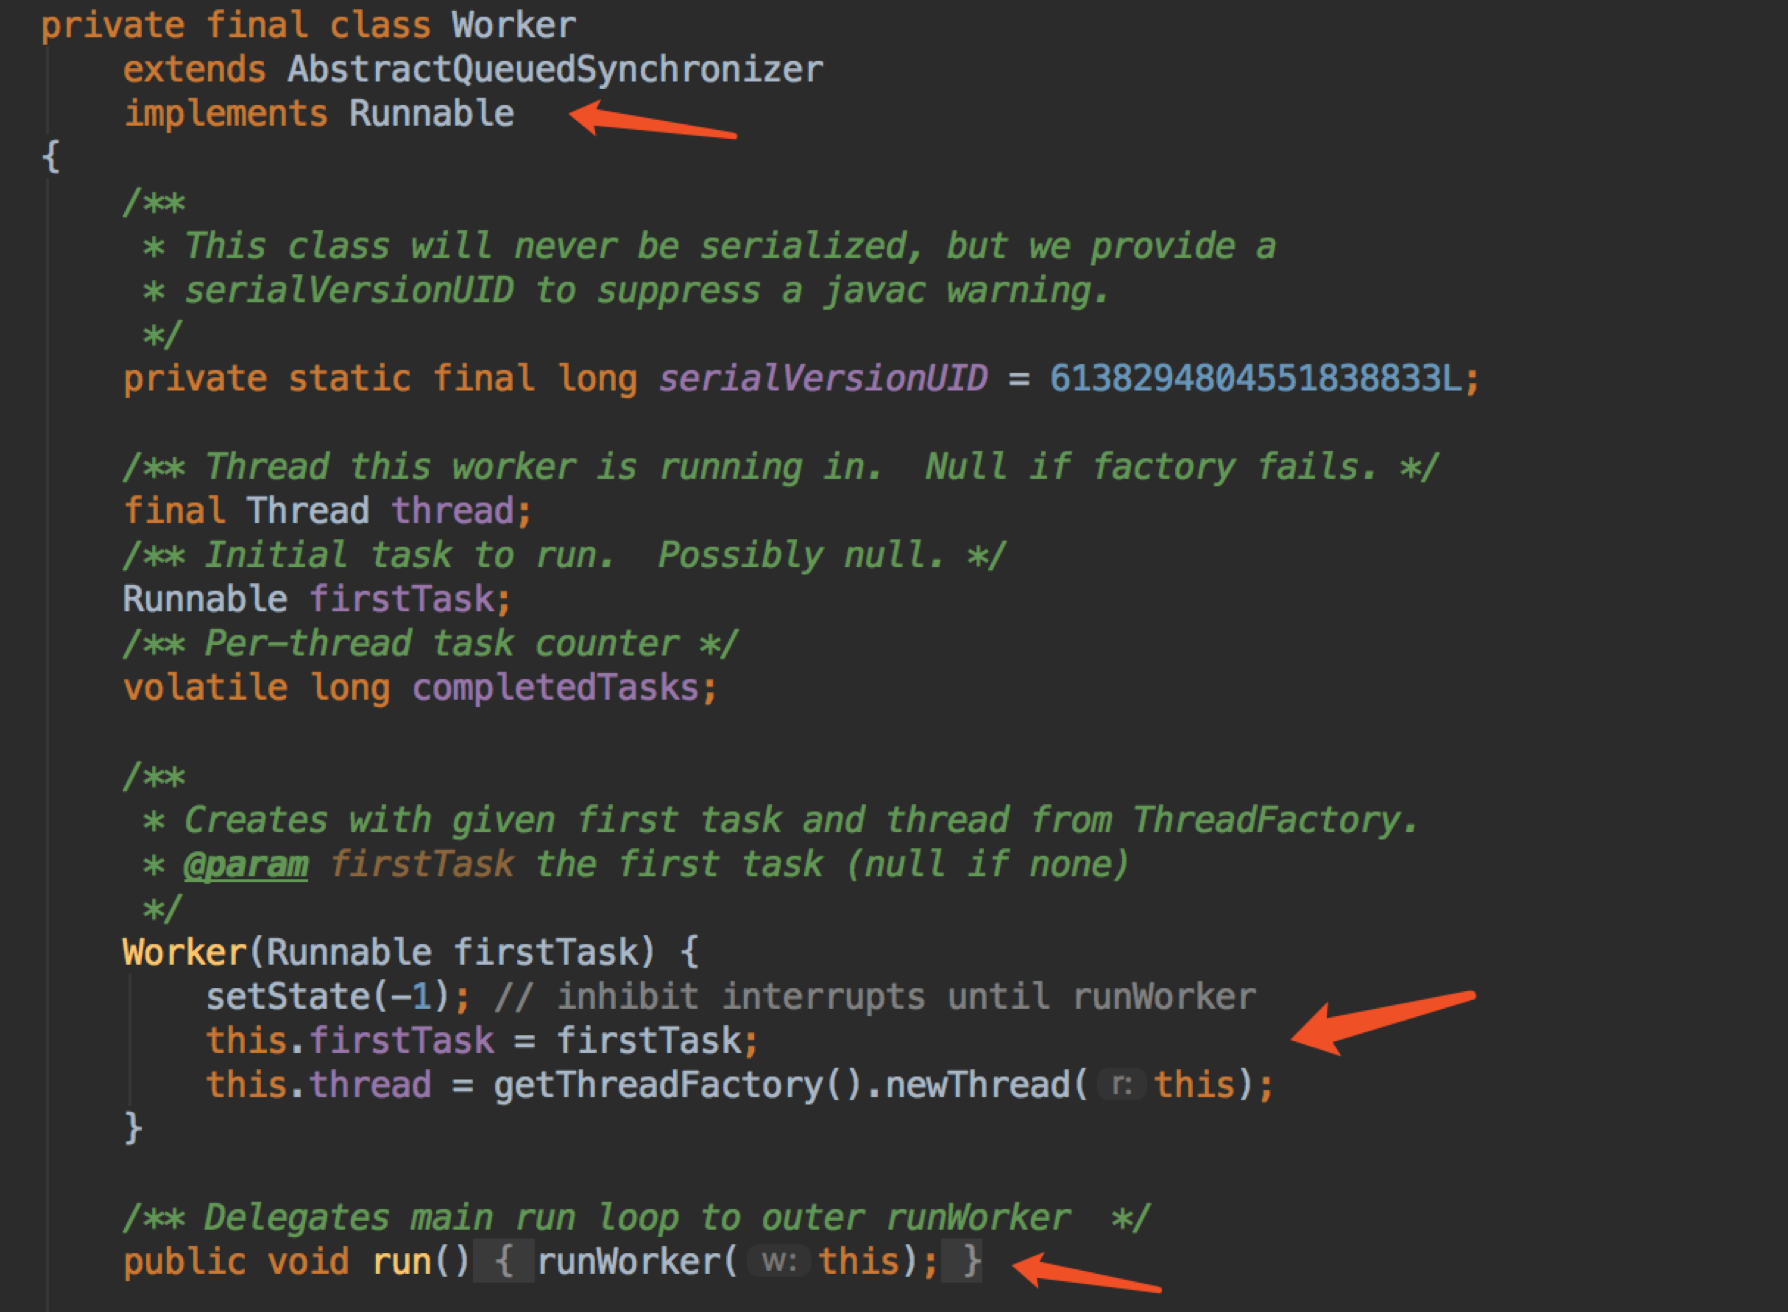 private final class Worker
extends AbstractQueuedSynchronizer
implements Runnable
{
/**
* This class will never be serialized, but we provide a
* serialVersionUID to suppress a javac warning.
*/
private static final long serialVersionUID = 6138294804551838833L;
/** Thread this worker is running in.  Null if factory fails. */
final Thread thread;
/** Initial task to run.  Possibly null. */
Runnable firstTask;
/** Per-thread task counter */
volatile long completedTasks;
/**
* Creates with given first task and thread from ThreadFactory.
* @param firstTask the first task (null if none)
*/
Worker(Runnable firstTask) {
setState(-1); // inhibit interrupts until runWorker
this.firstTask = firstTask;
this.thread = getThreadFactory().newThread( r: this);
}
/** Delegates main run loop to outer runWorker  */
public void run() { runWorker( w: this); }